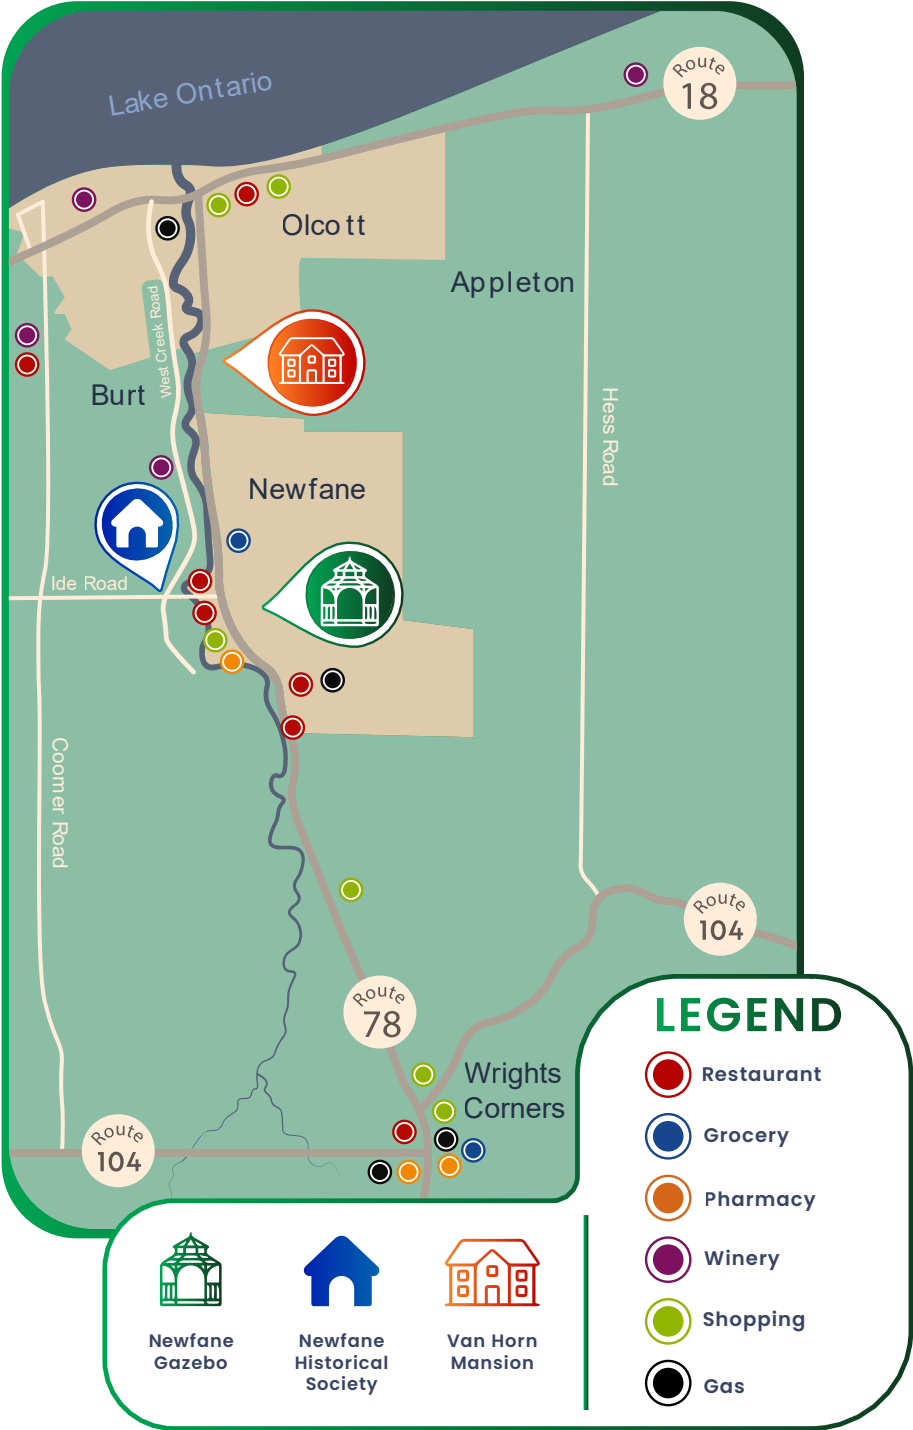 Lake Ontario
Route
18
Olcott
Appleton
West Creek Road
Burt
Hess Road
Newfane
Ide Road
Coomer Road
Route
104
Route
78
Wrights
Corners
Route
104
LEGEND
Restaurant
Grocery
Pharmacy
Winery
Shopping
Gas
Newfane
Gazebo
Newfane
Historical
Society
Van Horn
Mansion